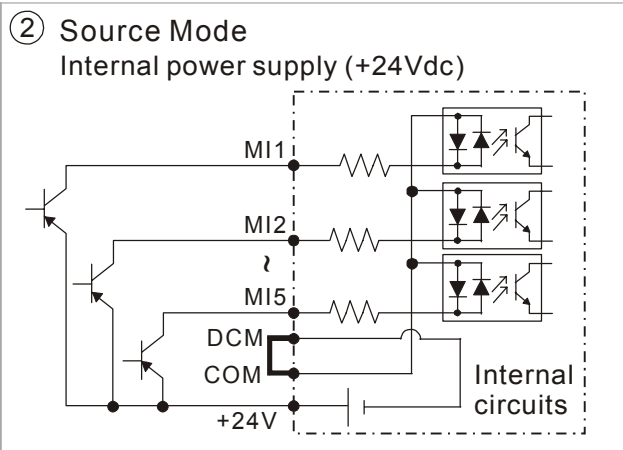 ② Source Mode
Internal power supply (+24Vdc)
MI1
MI2
~
MI5
DCM
COM
+24V
Internal
circuits